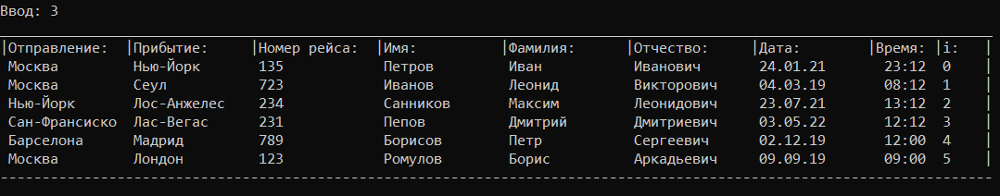 Ввод: 3
|Отправление: |Прибытие: |Номер рейса: |Имя: |Фамилия: |Отчество: |Дата: |Время: |i: |
Москва Нью-Йорк 135 Петров Иван Иванович 24.01.21 23:12 0 |
Москва Сеул 723 Иванов Леонид Викторович 04.03.19 08:12 1 |
Нью-Йорк Лос-Анжелес 234 Санников Максим Леонидович 23.07.21 13:12 2 |
Сан-Франсиско Лас-Вегас 231 Пепов Дмитрий Дмитриевич 03.05.22 12:12 3 |
Барселона Мадрид 789 Борисов Петр Сергеевич 02.12.19 12:00 4 |
Москва Лондон 123 Ромулов Борис Аркадьевич 09.09.19 09:00 5 |